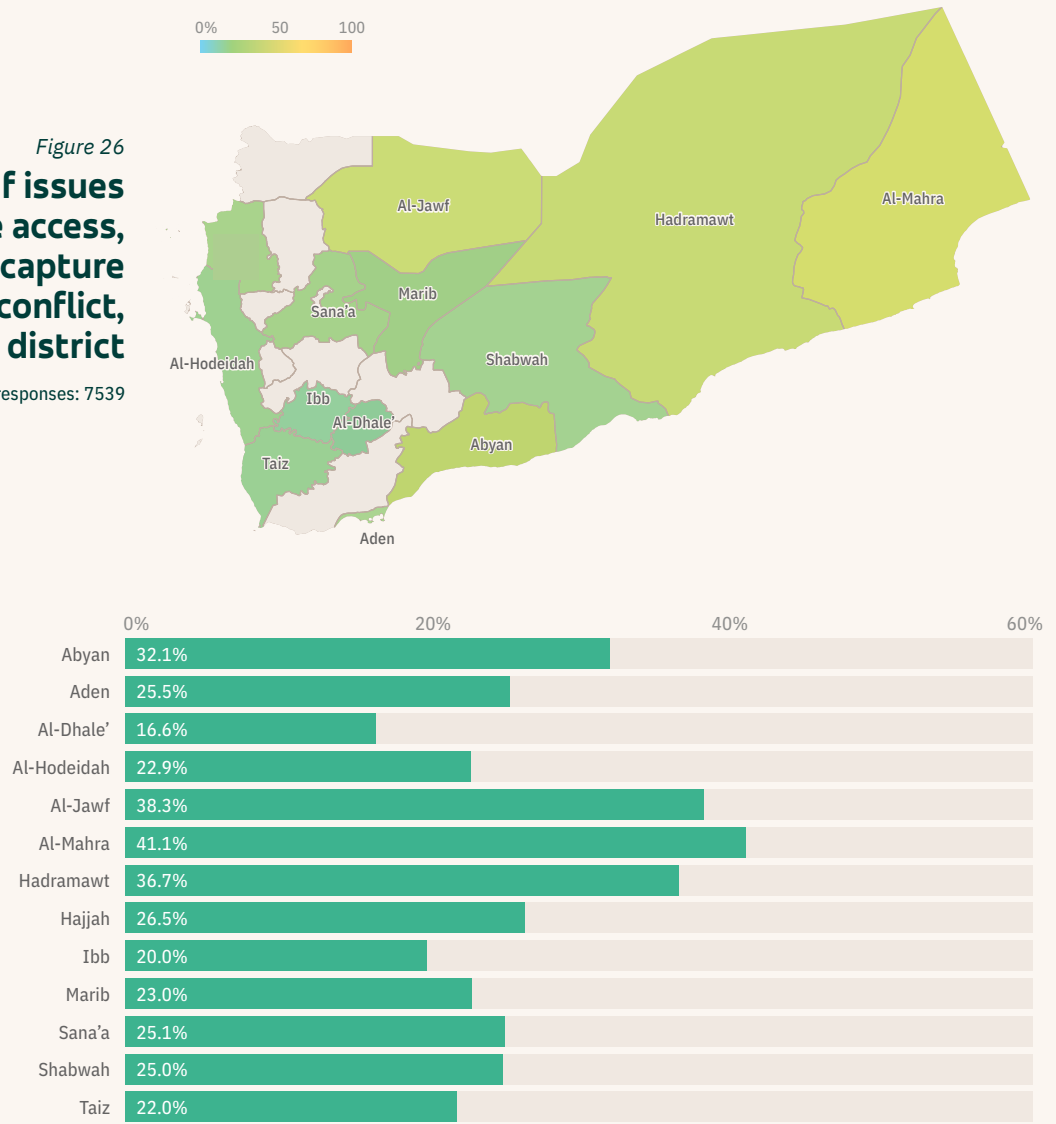 0% 50 100
Figure 26
f issues
access,
capture
conflict,
district
responses: 7539
Al-Jawf
Hadramawt
Al-Mahra
Marib
Sana’a
Shabwah
Al-Hodeidah
Ibb
Al-Dhale’
Abyan
Taiz
Aden
0% 20% 40% 60%
Abyan 32.1%
Aden 25.5%
Al-Dhale’ 16.6%
Al-Hodeidah 22.9%
Al-Jawf 38.3%
Al-Mahra 41.1%
Hadramawt 36.7%
Hajjah 26.5%
Ibb 20.0%
Marib 23.0%
Sana’a 25.1%
Shabwah 25.0%
Taiz 22.0%